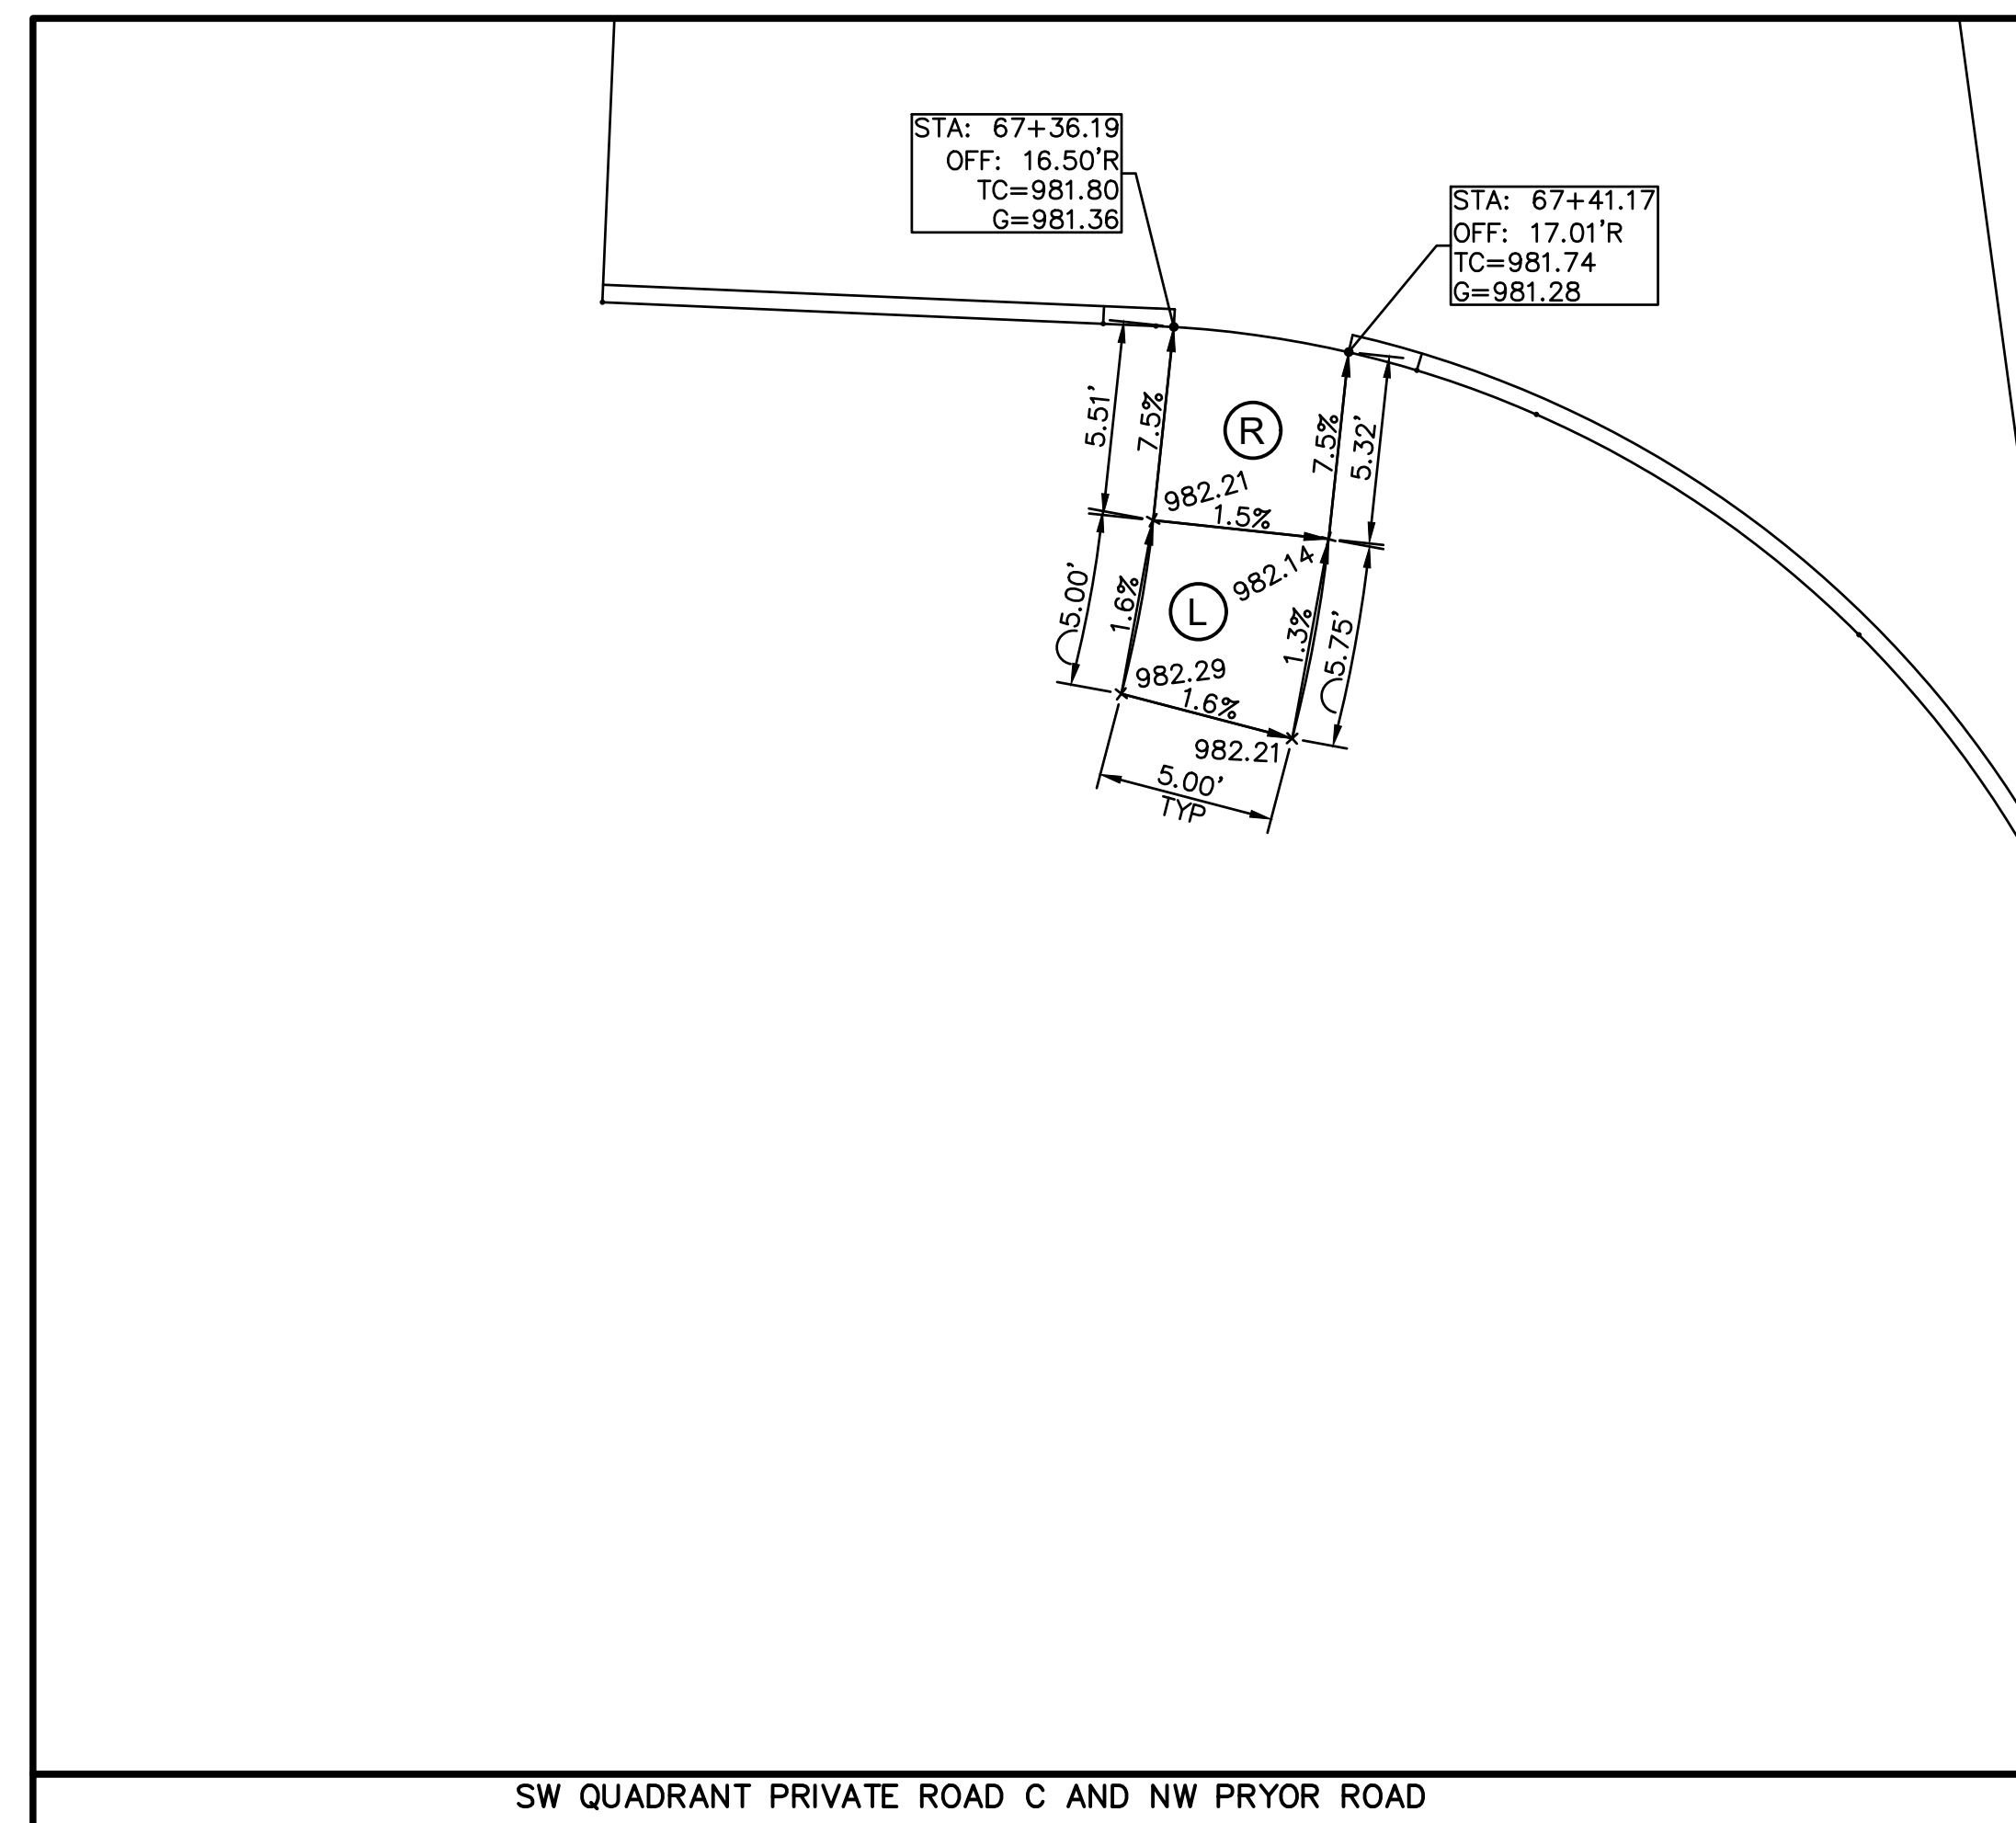 STA: 67+36.19
OFF: 16.50'R
TC=981.80
G=981.36
STA: 67+41.17
OFF: 17.01'R
TC=981.74
G=981.28
5.51'
7.5%
R
7.5%
5.32'
982.21
1.5%
982.14
5.00'
1.6%
L
1.3%
5.75'
982.29
1.6%
982.21
5.00'
TYP
SW QUADRANT PRIVATE ROAD C AND NW PRYOR ROAD